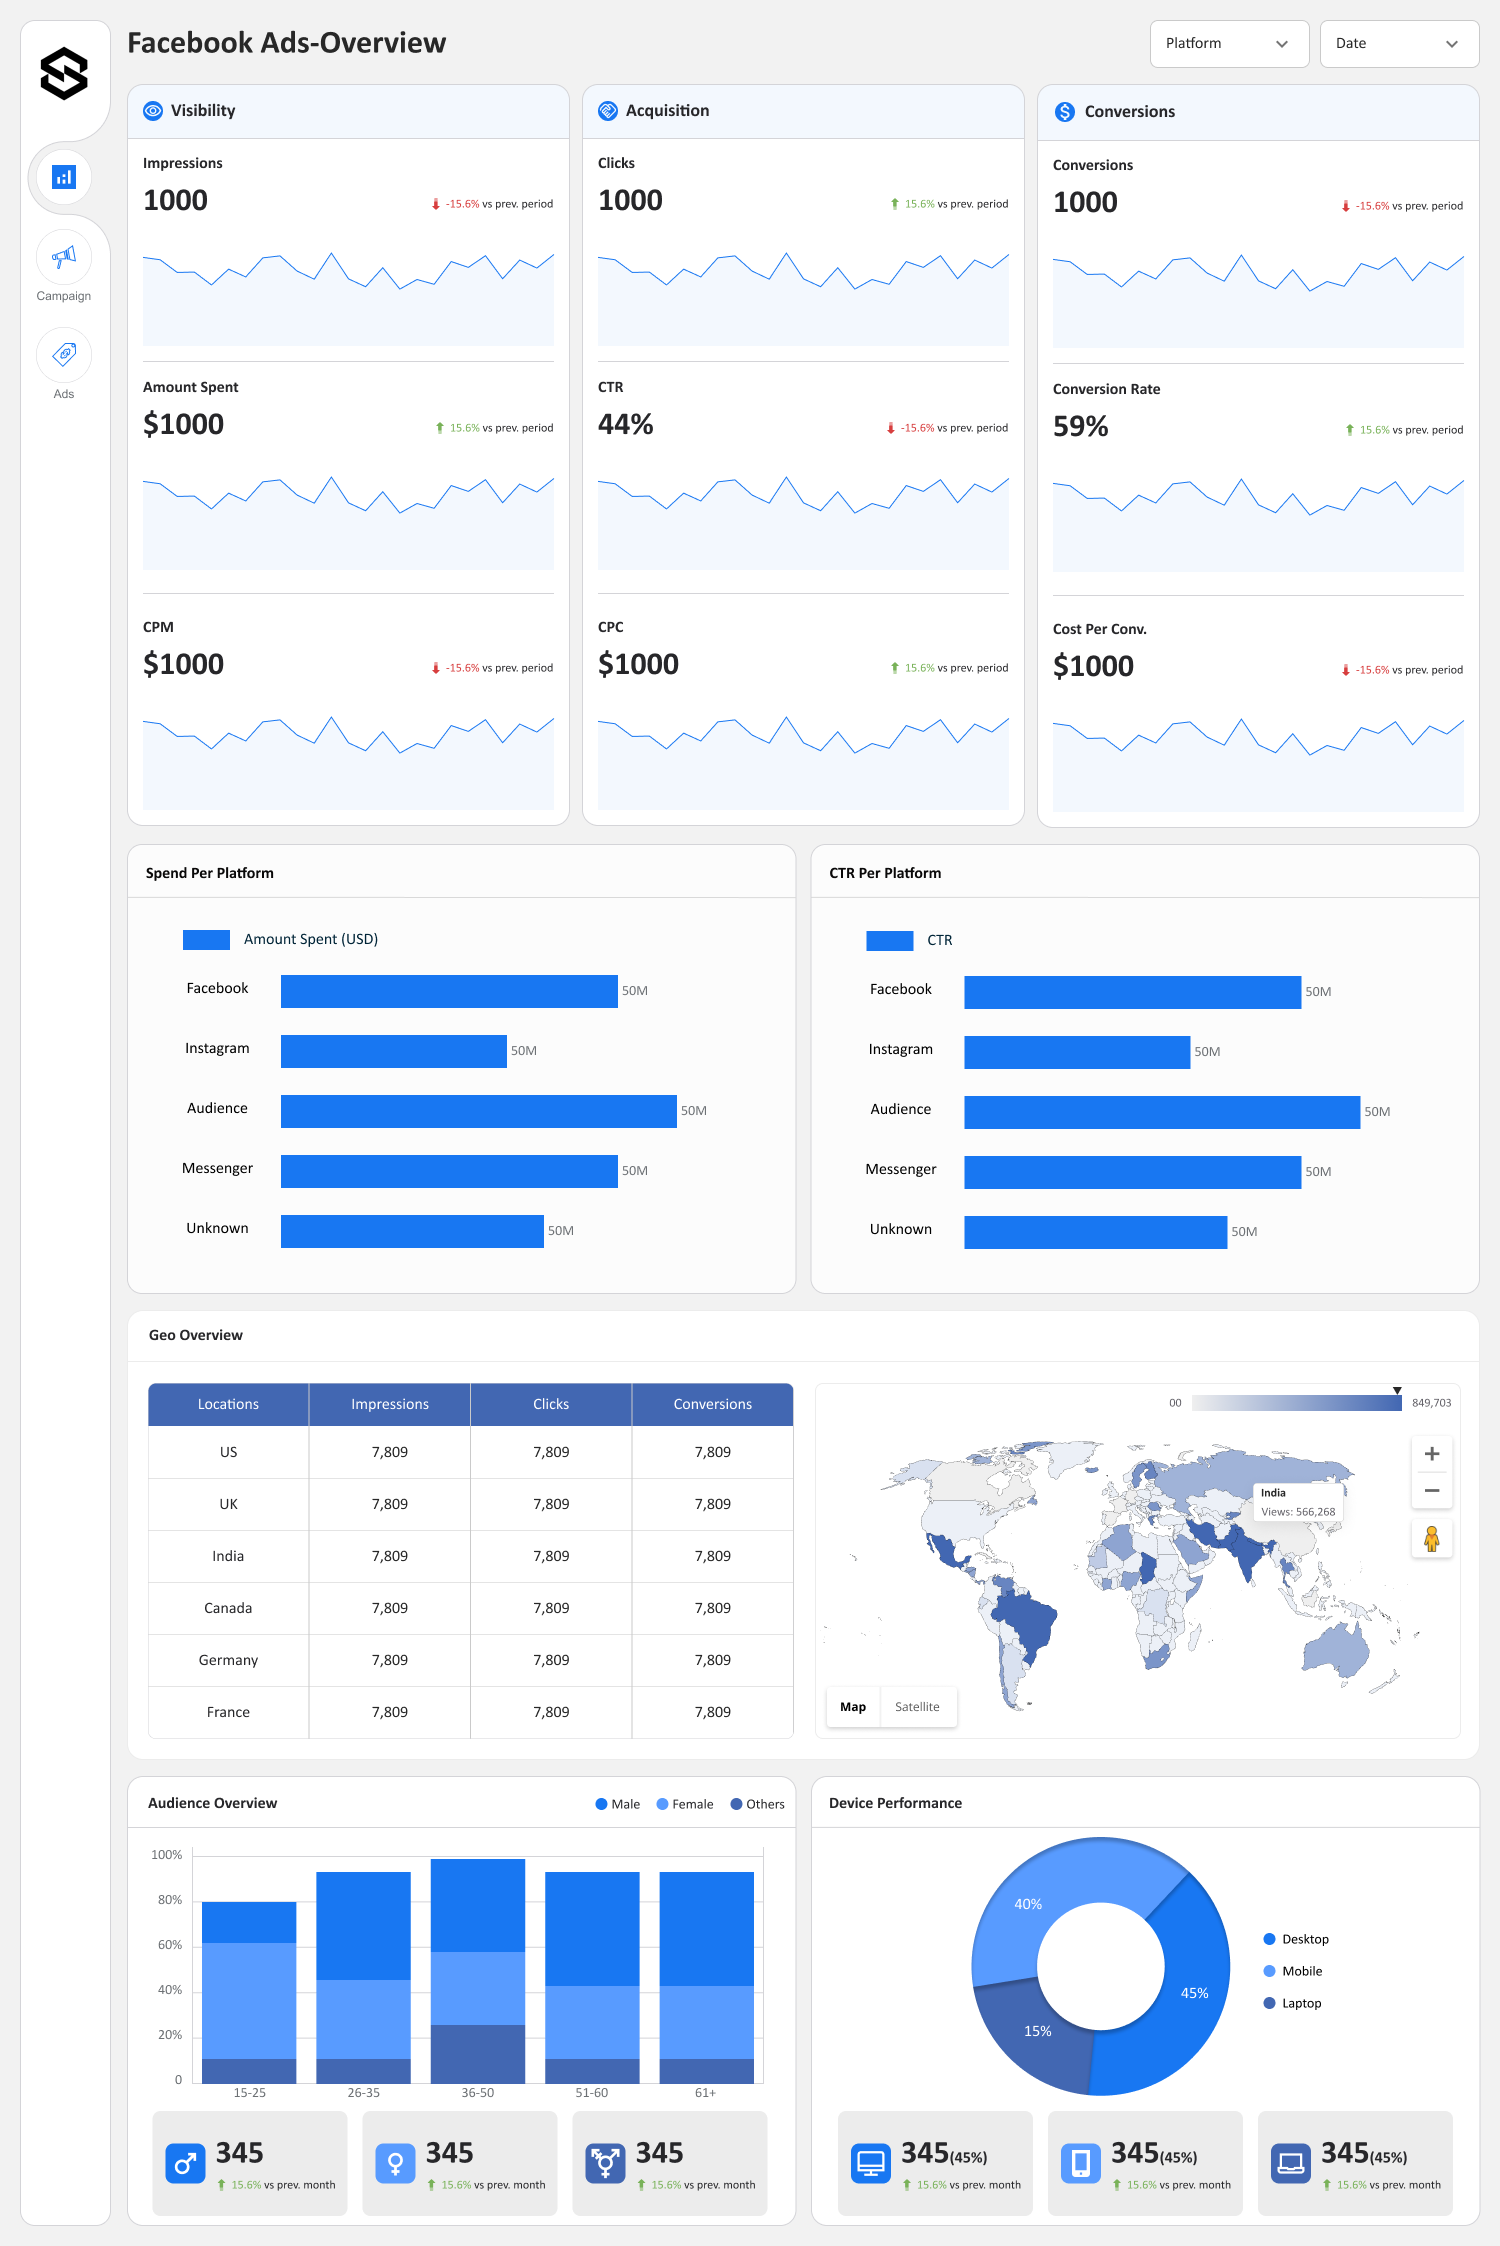 Facebook Ads-Overview
Platform
Date
Campaign
Ads
Visibility
Impressions
1000
-15.6% vs prev. period
Amount Spent
$1000
15.6% vs prev. period
CPM
$1000
-15.6% vs prev. period
Acquisition
Clicks
1000
15.6% vs prev. period
CTR
44%
-15.6% vs prev. period
CPC
$1000
15.6% vs prev. period
Conversions
Conversions
1000
-15.6% vs prev. period
Conversion Rate
59%
15.6% vs prev. period
Cost Per Conv.
$1000
-15.6% vs prev. period
Spend Per Platform
Amount Spent (USD)
Facebook 50M
Instagram 50M
Audience 50M
Messenger 50M
Unknown 50M
CTR Per Platform
CTR
Facebook 50M
Instagram 50M
Audience 50M
Messenger 50M
Unknown 50M
Geo Overview
Locations Impressions Clicks Conversions
US 7,809 7,809 7,809
UK 7,809 7,809 7,809
India 7,809 7,809 7,809
Canada 7,809 7,809 7,809
Germany 7,809 7,809 7,809
France 7,809 7,809 7,809
00 849,703
India
Views: 566,268
Map Satellite
Audience Overview
Male Female Others
100%
80%
60%
40%
20%
0
15-25 26-35 36-50 51-60 61+
345
15.6% vs prev. month
345
15.6% vs prev. month
345
15.6% vs prev. month
Device Performance
40%
45%
15%
Desktop
Mobile
Laptop
345(45%)
15.6% vs prev. month
345(45%)
15.6% vs prev. month
345(45%)
15.6% vs prev. month